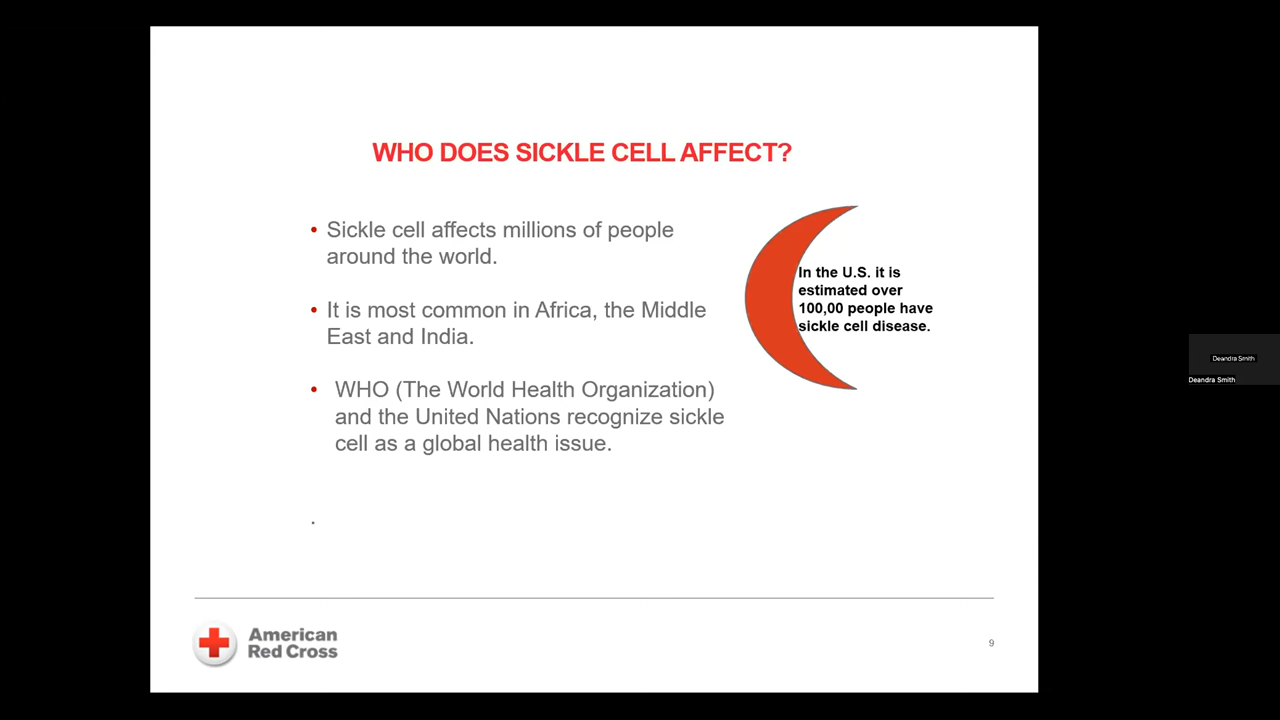 WHO DOES SICKLE CELL AFFECT?
• Sickle cell affects millions of people
around the world.
• It is most common in Africa, the Middle
East and India.
• WHO (The World Health Organization)
and the United Nations recognize sickle
cell as a global health issue.
.
In the U.S. it is
estimated over
100,00 people have
sickle cell disease.
Deandra Smith
Deandra Smith
American
Red Cross
9